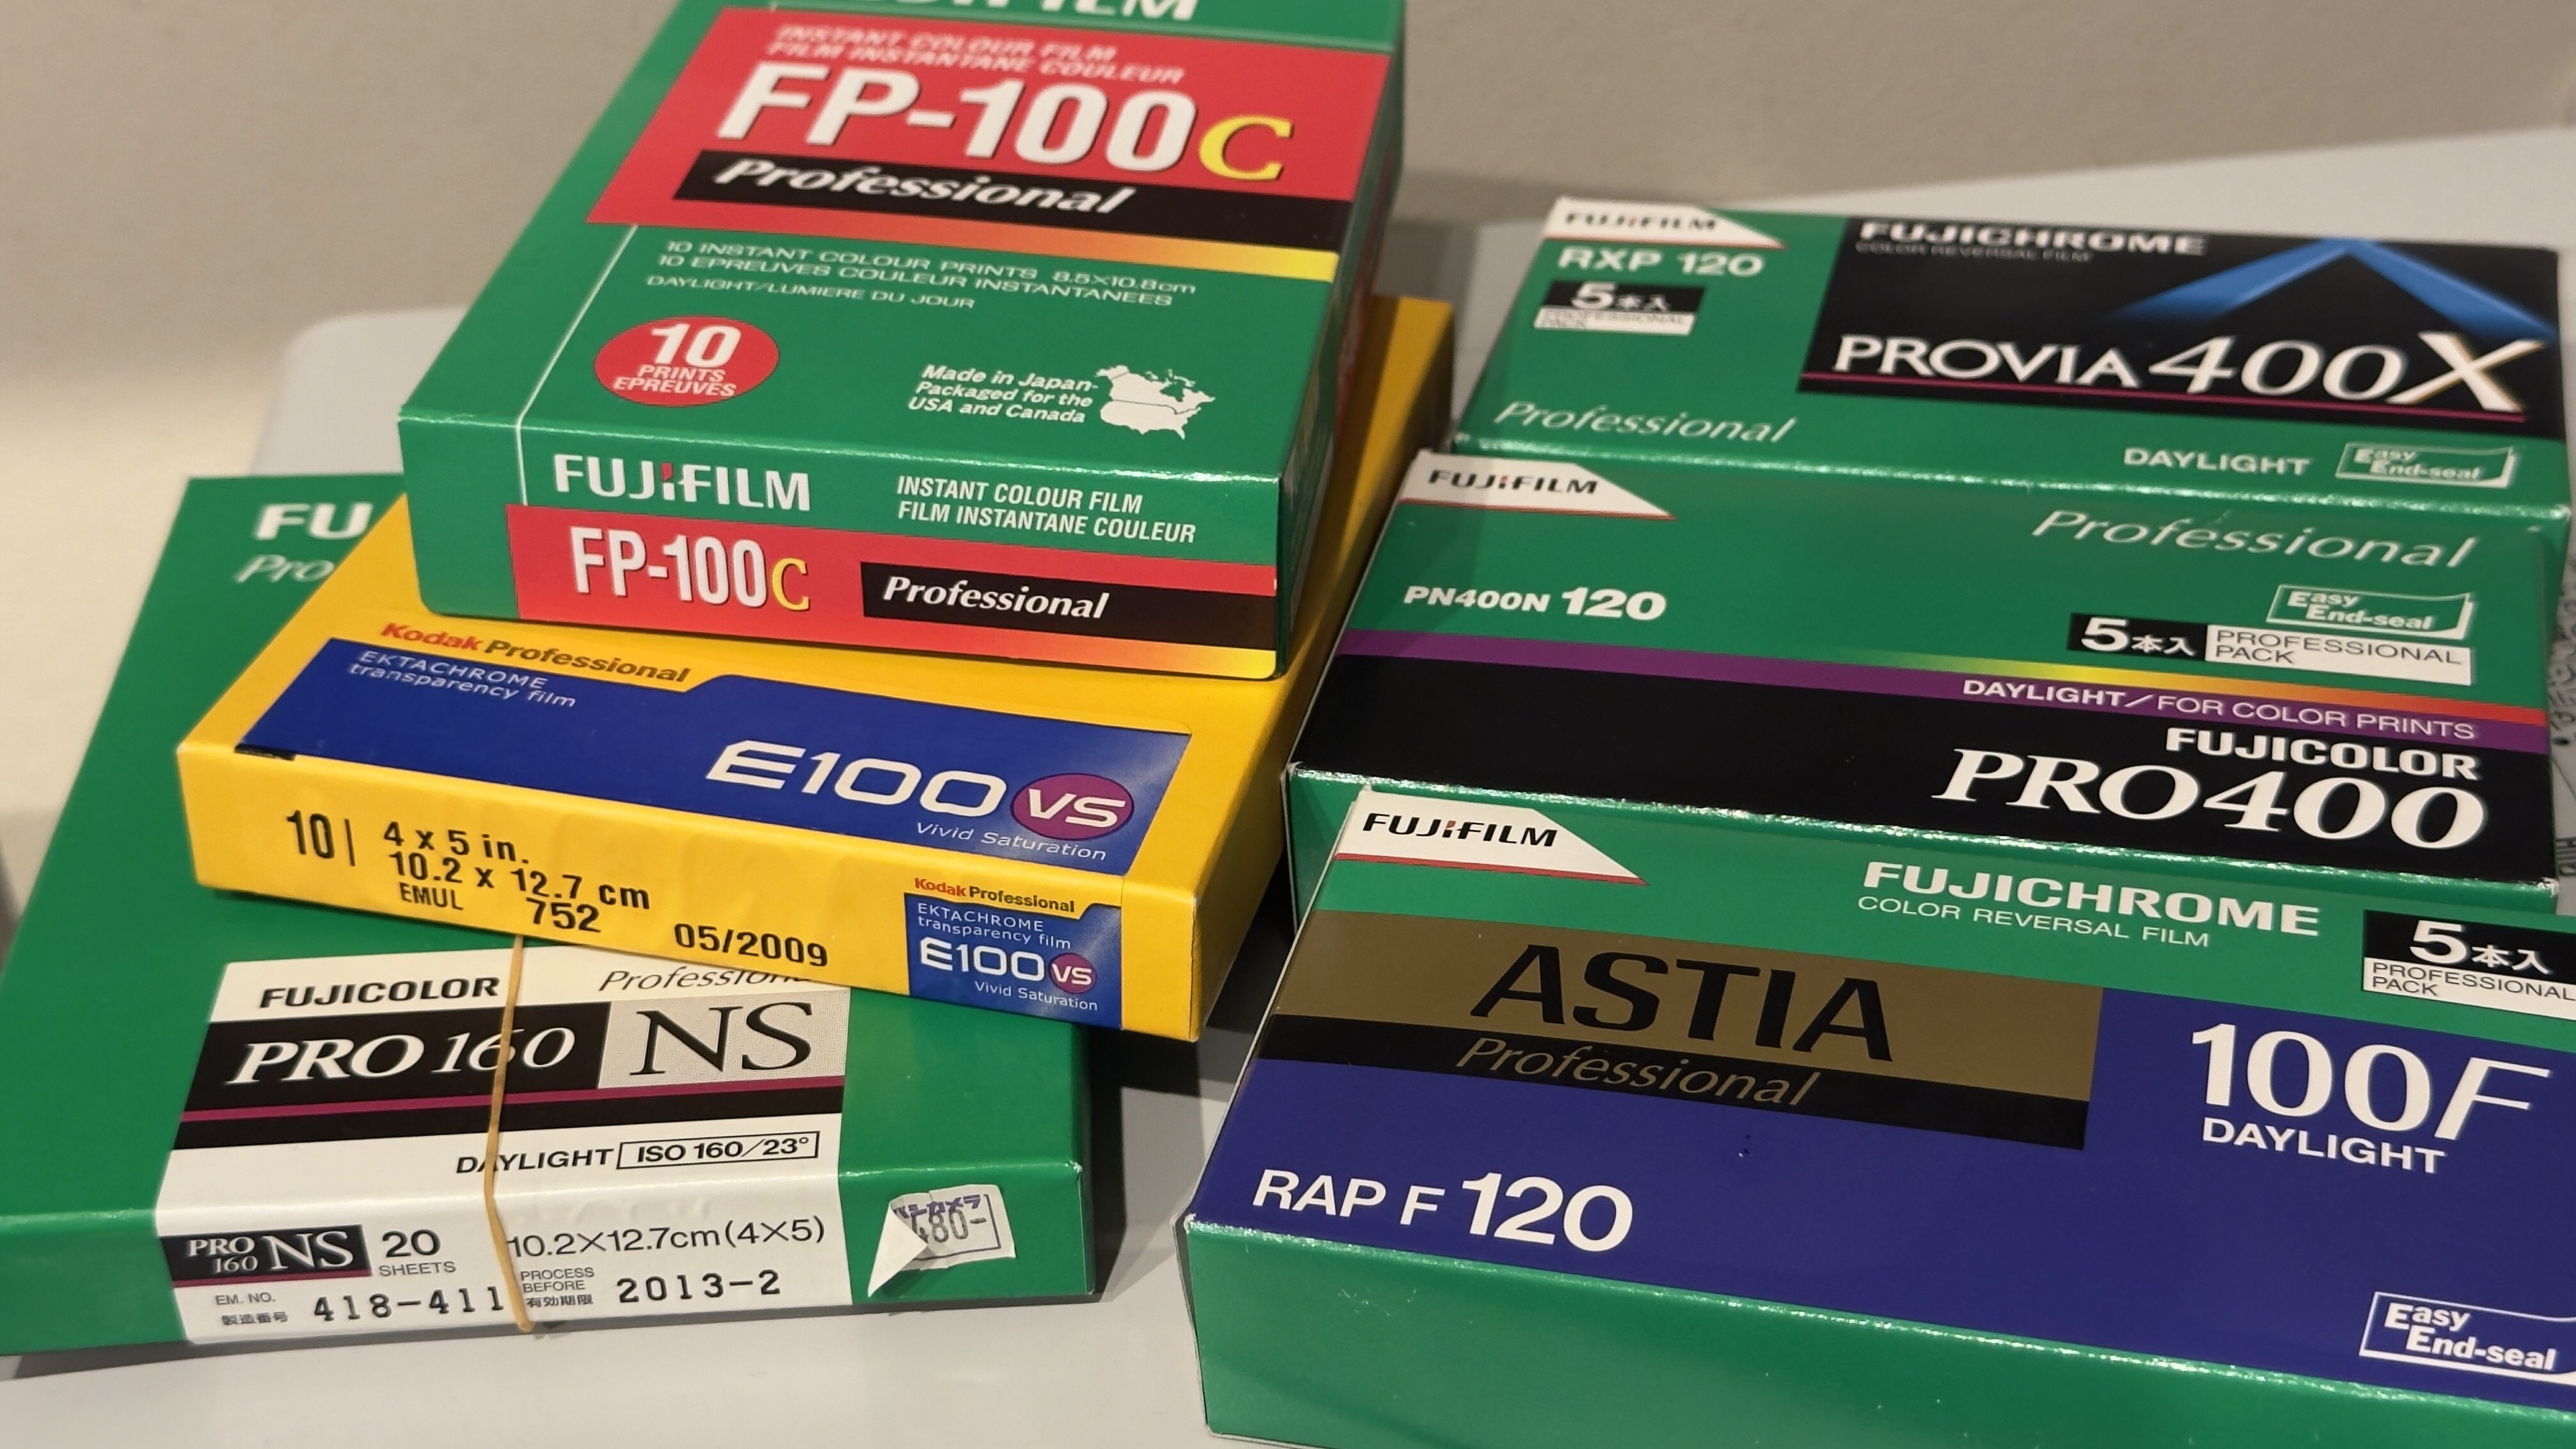 INSTANT COLOUR FILM
FILM INSTANTANE COULEUR
FP-100C
Professional
10 INSTANT COLOUR PRINTS 8.5×10.8cm
10 EPREUVES COULEUR INSTANTANEES
DAYLIGHT/LUMIERE DU JOUR
10
PRINTS
EPREUVES
Made in Japan-
Packaged for the
USA and Canada
FUJIFILM
INSTANT COLOUR FILM
FILM INSTANTANE COULEUR
FP-100C
Professional
Kodak Professional
EKTACHROME
transparency film
E100VS
Vivid Saturation
10 | 4 x 5 in.
10.2 x 12.7 cm
EMUL 752
05/2009
Kodak Professional
EKTACHROME
transparency film
E100VS
Vivid Saturation
FU
Pro
FUJICOLOR
PRO 160 NS
DAYLIGHT ISO 160/23°
PRO 160 NS
20
SHEETS
10.2×12.7cm(4×5)
EM. NO.
製造番号
418-411
PROCESS
BEFORE
有効期限
2013-2
FUJIFILM
FUJICHROME
COLOR REVERSAL FILM
RXP 120
5本入
PROFESSIONAL
PACK
PROVIA 400X
Professional
DAYLIGHT
Easy
End-seal
FUJIFILM
Professional
PN400N 120
Easy
End-seal
5本入
PROFESSIONAL
PACK
DAYLIGHT/FOR COLOR PRINTS
FUJICOLOR
PRO400
FUJIFILM
FUJICHROME
COLOR REVERSAL FILM
5本入
PROFESSIONAL
PACK
ASTIA
Professional
100F
DAYLIGHT
RAP F 120
Easy
End-seal